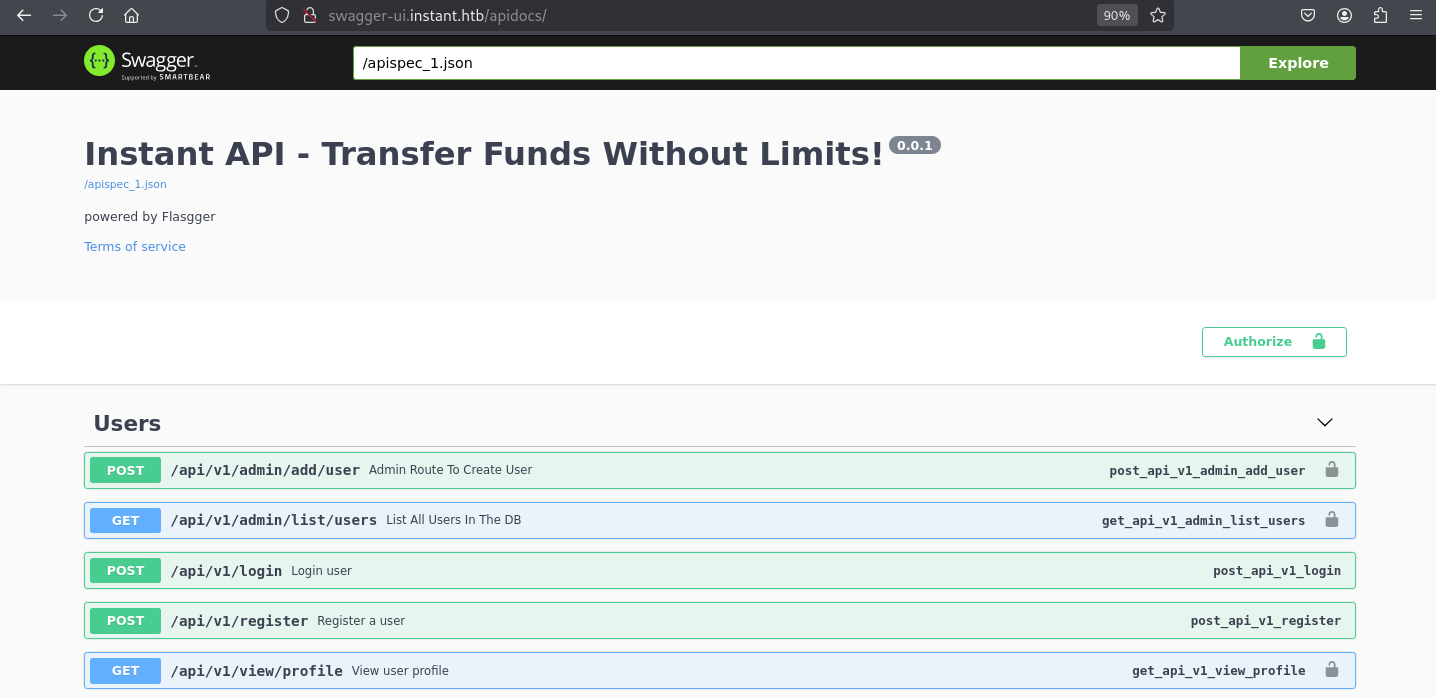 swagger-ui.instant.htb/apidocs/ 90%
Swagger
Supported by SMARTBEAR
/apispec_1.json Explore
Instant API - Transfer Funds Without Limits! 0.0.1
/apispec_1.json
powered by Flasgger
Terms of service
Authorize
Users
POST /api/v1/admin/add/user Admin Route To Create User post_api_v1_admin_add_user
GET /api/v1/admin/list/users List All Users In The DB get_api_v1_admin_list_users
POST /api/v1/login Login user post_api_v1_login
POST /api/v1/register Register a user post_api_v1_register
GET /api/v1/view/profile View user profile get_api_v1_view_profile